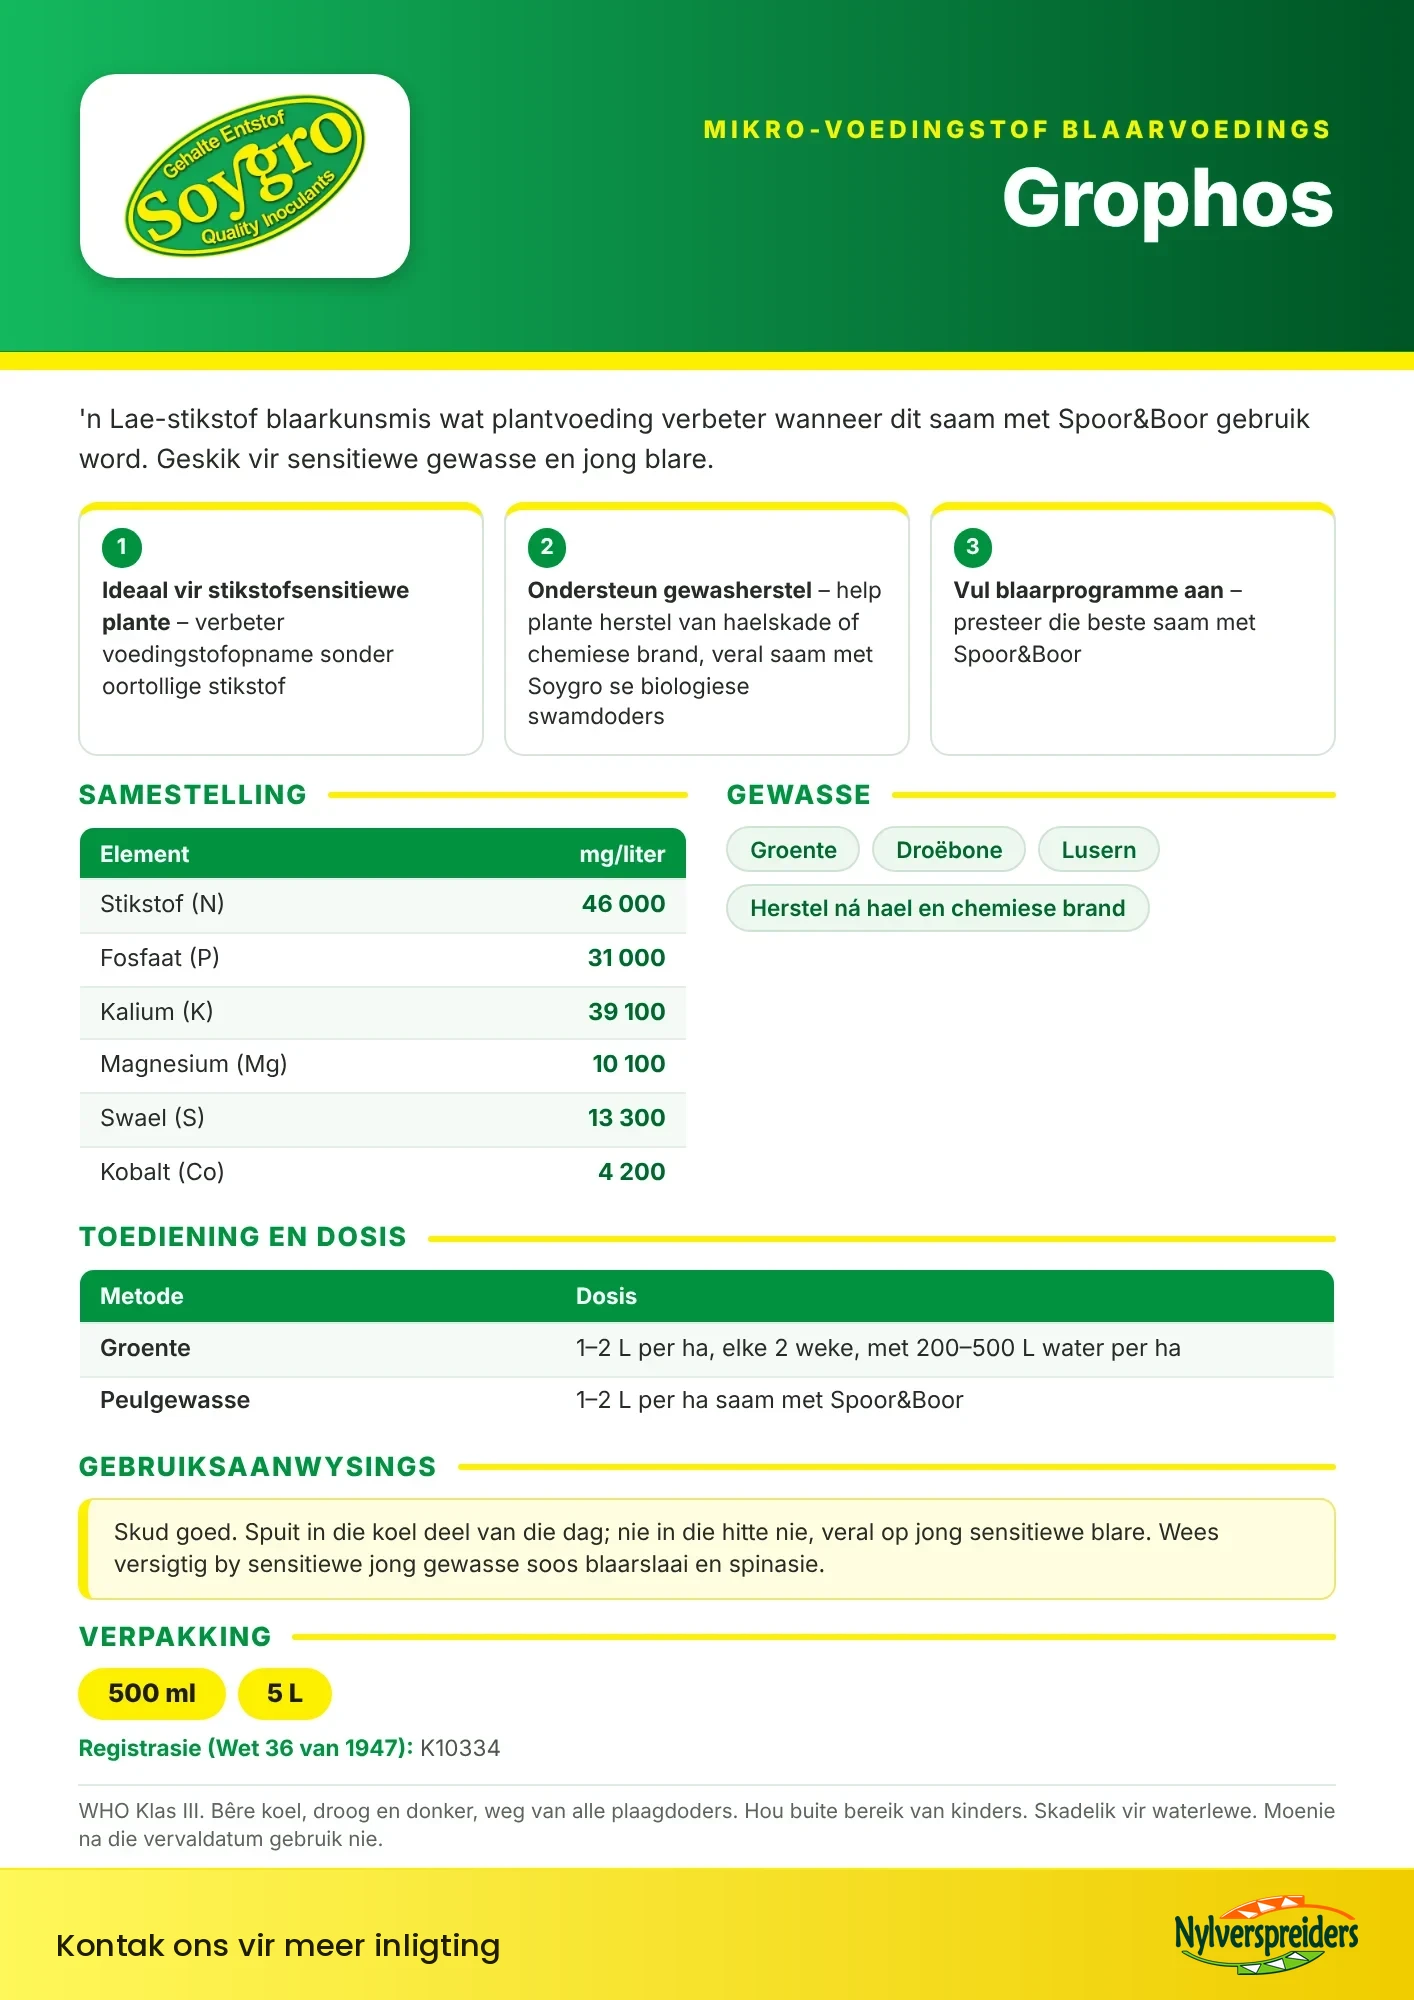 Gehalte Entstof
Soygro
Quality Inoculants
MIKRO-VOEDINGSTOF BLAARVOEDINGS
Grophos
'n Lae-stikstof blaarkunsmis wat plantvoeding verbeter wanneer dit saam met Spoor&Boor gebruik
word. Geskik vir sensitiewe gewasse en jong blare.
1
Ideaal vir stikstofsensitiewe
plante – verbeter
voedingstofopname sonder
oortollige stikstof
2
Ondersteun gewasherstel – help
plante herstel van haelskade of
chemiese brand, veral saam met
Soygro se biologiese
swamdoders
3
Vul blaarprogramme aan –
presteer die beste saam met
Spoor&Boor
SAMESTELLING
Element mg/liter
Stikstof (N) 46 000
Fosfaat (P) 31 000
Kalium (K) 39 100
Magnesium (Mg) 10 100
Swael (S) 13 300
Kobalt (Co) 4 200
GEWASSE
Groente Droëbone Lusern
Herstel ná hael en chemiese brand
TOEDIENING EN DOSIS
Metode Dosis
Groente 1–2 L per ha, elke 2 weke, met 200–500 L water per ha
Peulgewasse 1–2 L per ha saam met Spoor&Boor
GEBRUIKSAANWYSINGS
Skud goed. Spuit in die koel deel van die dag; nie in die hitte nie, veral op jong sensitiewe blare. Wees
versigtig by sensitiewe jong gewasse soos blaarslaai en spinasie.
VERPAKKING
500 ml 5 L
Registrasie (Wet 36 van 1947): K10334
WHO Klas III. Bêre koel, droog en donker, weg van alle plaagdoders. Hou buite bereik van kinders. Skadelik vir waterlewe. Moenie
na die vervaldatum gebruik nie.
Kontak ons vir meer inligting
Nylverspreiders